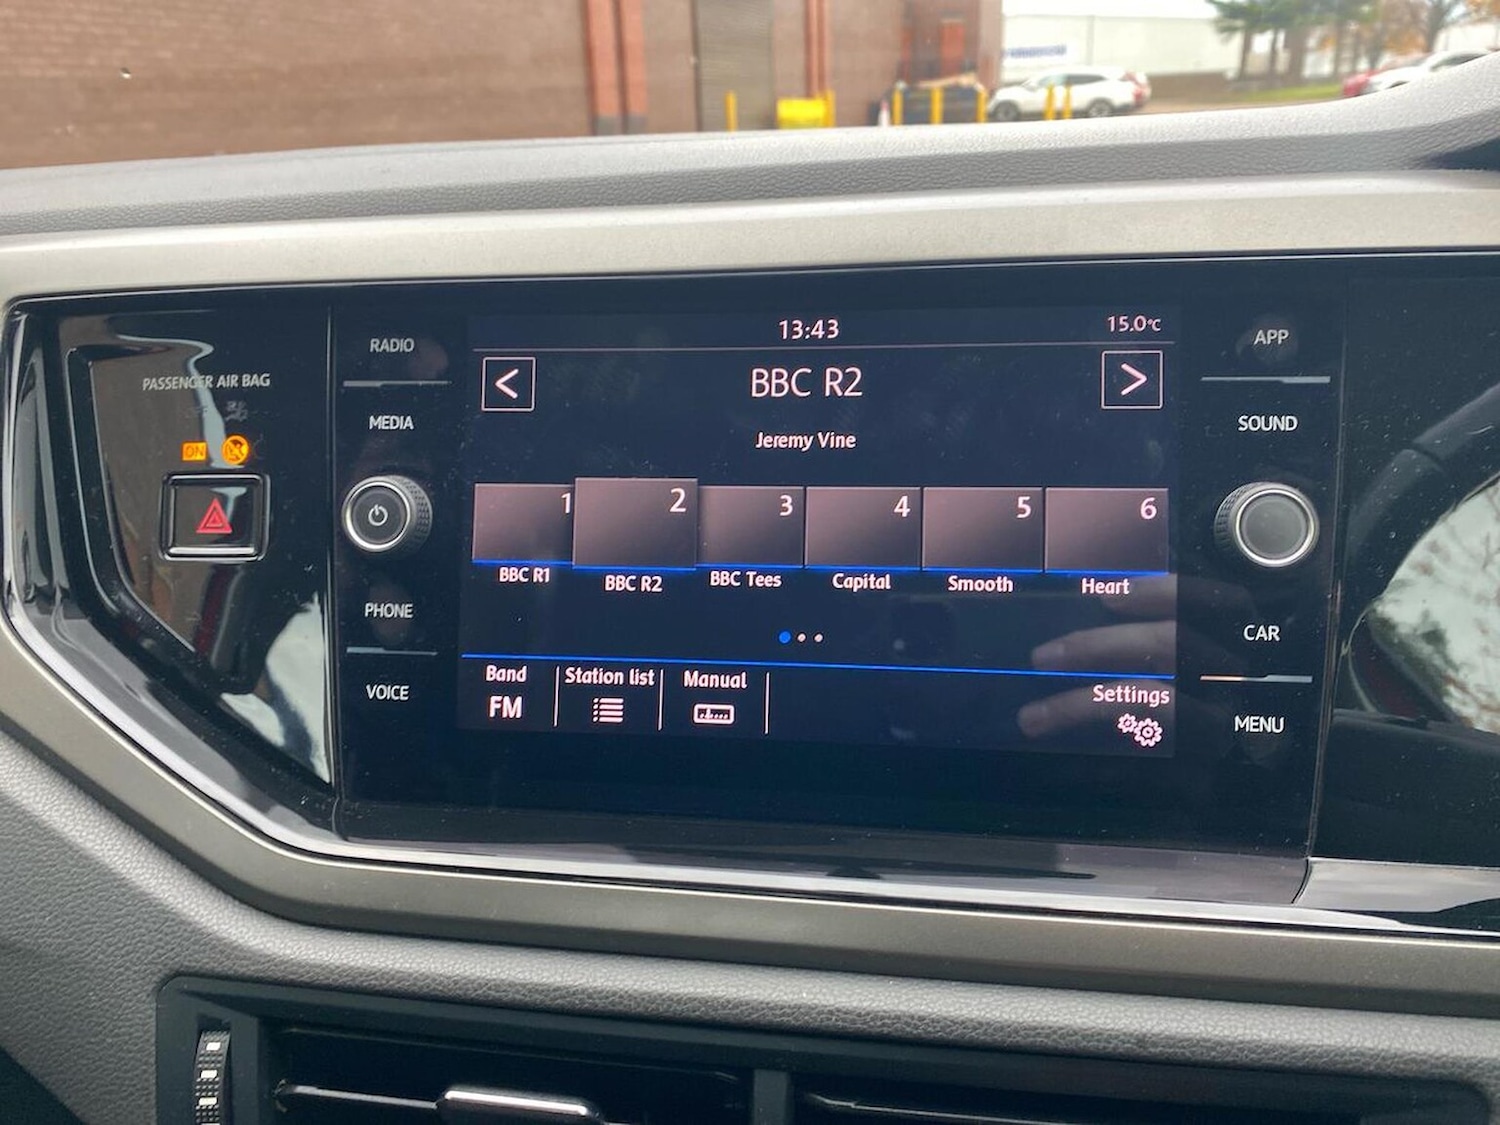 PASSENGER AIR BAG
ON
RADIO
MEDIA
PHONE
VOICE
13:43
15.0°C
<
BBC R2
>
Jeremy Vine
1
2
3
4
5
6
BBC R1
BBC R2
BBC Tees
Capital
Smooth
Heart
Band
FM
Station list
Manual
Settings
APP
SOUND
CAR
MENU